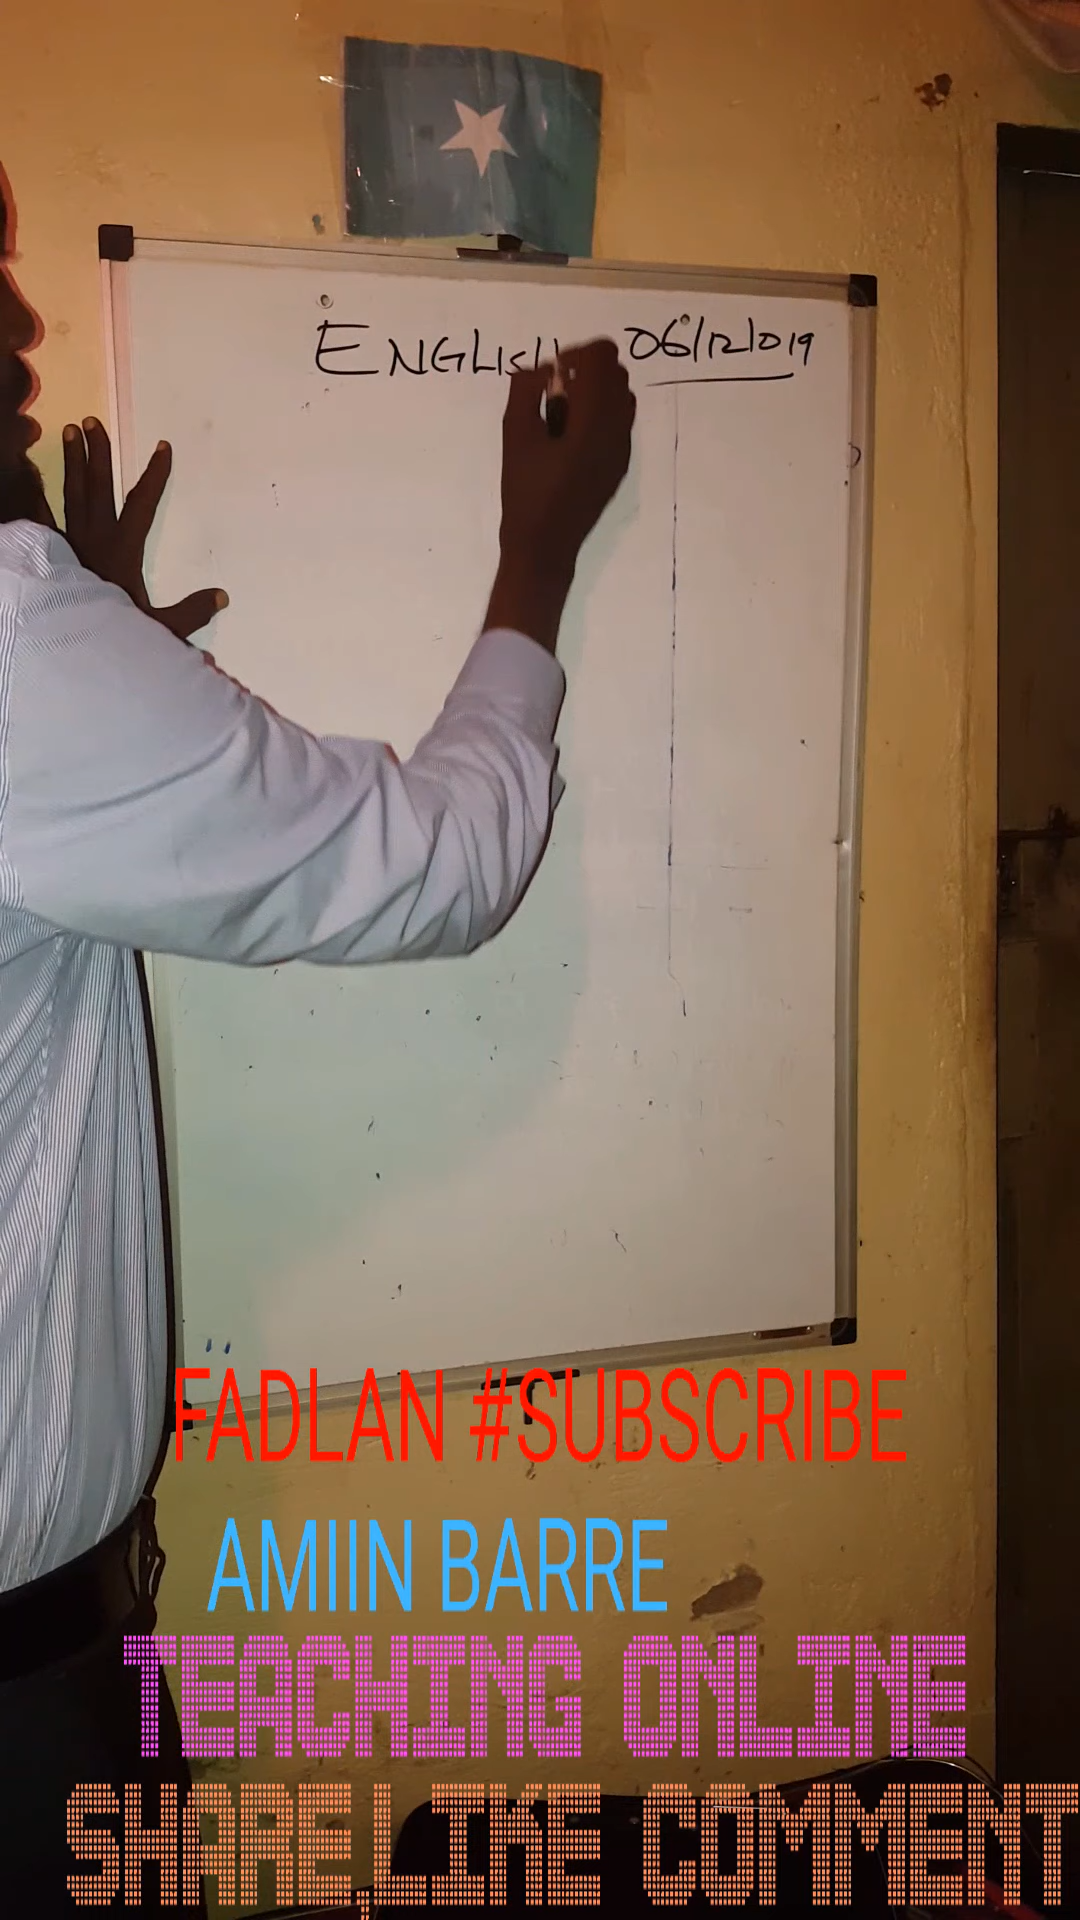 ENGLISH 06/12/2019
FADLAN #SUBSCRIBE
AMIIN BARRE
TEACHING ONLINE
SHARE,LIKE COMMENT